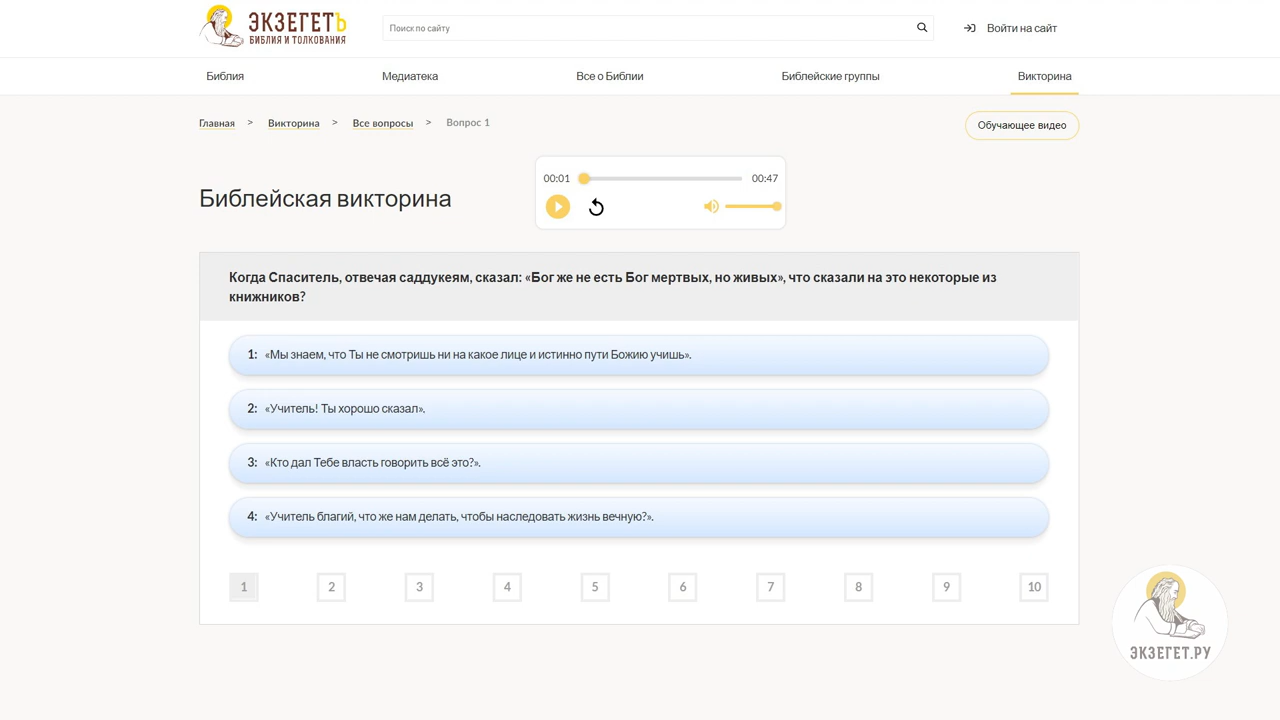 ЭКЗЕГЕТЪ
БИБЛИЯ И ТОЛКОВАНИЯ
Поиск по сайту
Войти на сайт
Библия
Медиатека
Все о Библии
Библейские группы
Викторина
Главная > Викторина > Все вопросы > Вопрос 1
Обучающее видео
00:01
00:47
Библейская викторина
Когда Спаситель, отвечая саддукеям, сказал: «Бог же не есть Бог мертвых, но живых», что сказали на это некоторые из
книжников?
1: «Мы знаем, что Ты не смотришь ни на какое лице и истинно пути Божию учишь».
2: «Учитель! Ты хорошо сказал».
3: «Кто дал Тебе власть говорить всё это?».
4: «Учитель благий, что же нам делать, чтобы наследовать жизнь вечную?».
1 2 3 4 5 6 7 8 9 10
ЭКЗЕГЕТ.РУ